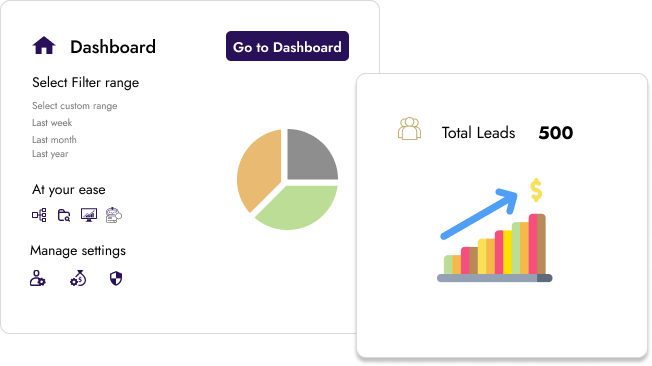 Dashboard
Go to Dashboard
Select Filter range
Select custom range
Last week
Last month
Last year
At your ease
Manage settings
Total Leads 500
$